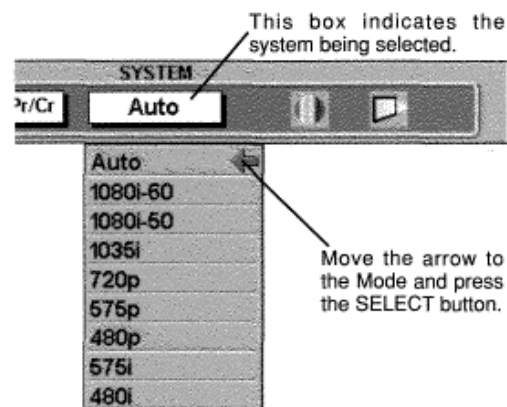 This box indicates the
system being selected.
SYSTEM
Pr/Cr
Auto
Auto
1080i-60
1080i-50
1035i
720p
575p
480p
575i
480i
Move the arrow to
the Mode and press
the SELECT button.